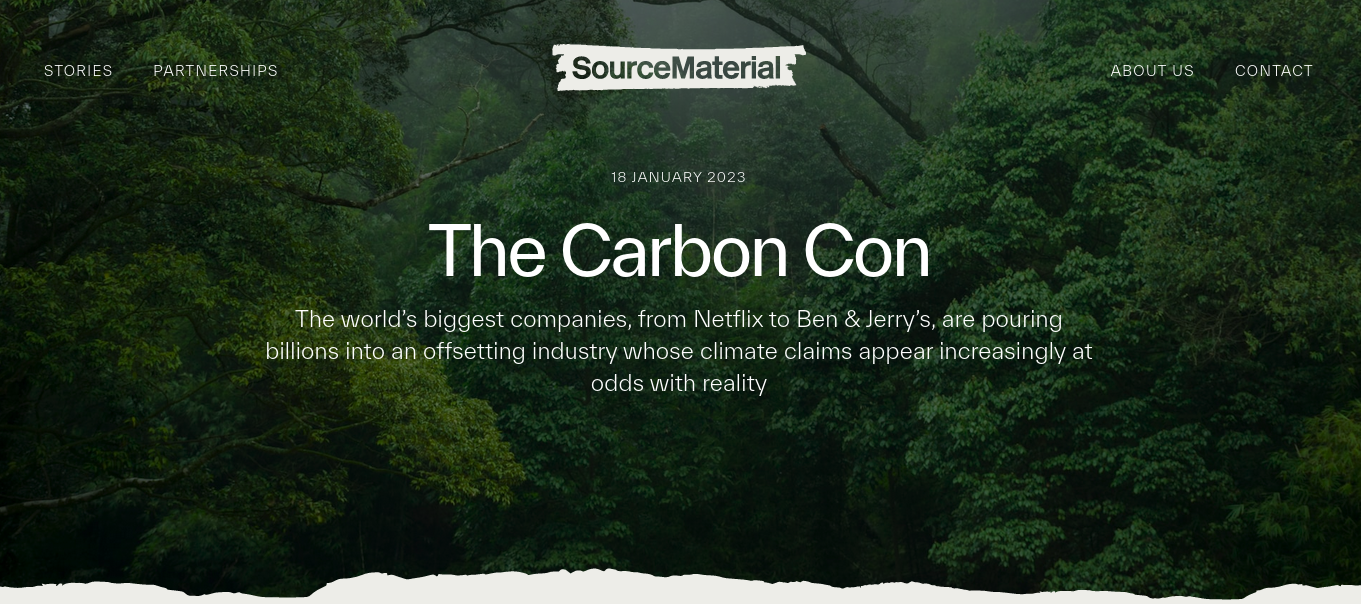 STORIES
PARTNERSHIPS
SourceMaterial
ABOUT US
CONTACT
18 JANUARY 2023
The Carbon Con
The world’s biggest companies, from Netflix to Ben & Jerry’s, are pouring
billions into an offsetting industry whose climate claims appear increasingly at
odds with reality